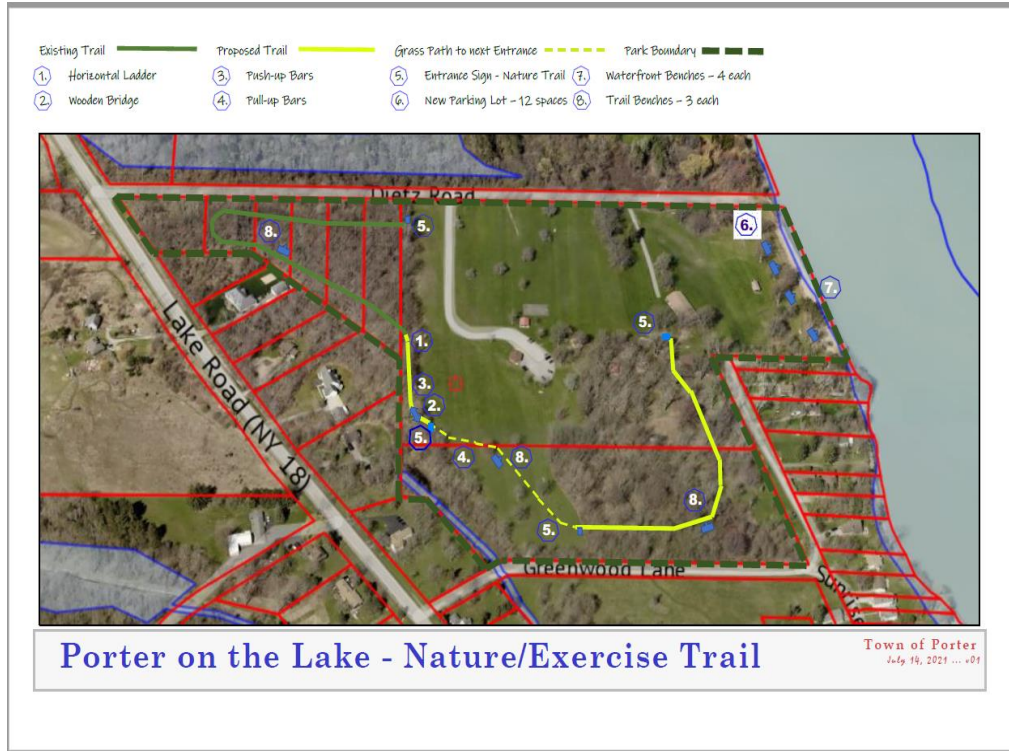 Existing Trail Proposed Trail Grass Path to next Entrance Park Boundary
1. Horizontal Ladder 3. Push-up Bars 5. Entrance Sign - Nature Trail 7. Waterfront Benches – 4 each
2. Wooden Bridge 4. Pull-up Bars 6. New Parking Lot – 12 spaces 8. Trail Benches – 3 each
Dietz Road
5.
6.
8.
7.
5.
1.
Lake Road (NY 18)
3.
2.
5.
4.
8.
8.
5.
Greenwood Lane
Sunrise
Porter on the Lake - Nature/Exercise Trail
Town of Porter
July 14, 2021 ... v01